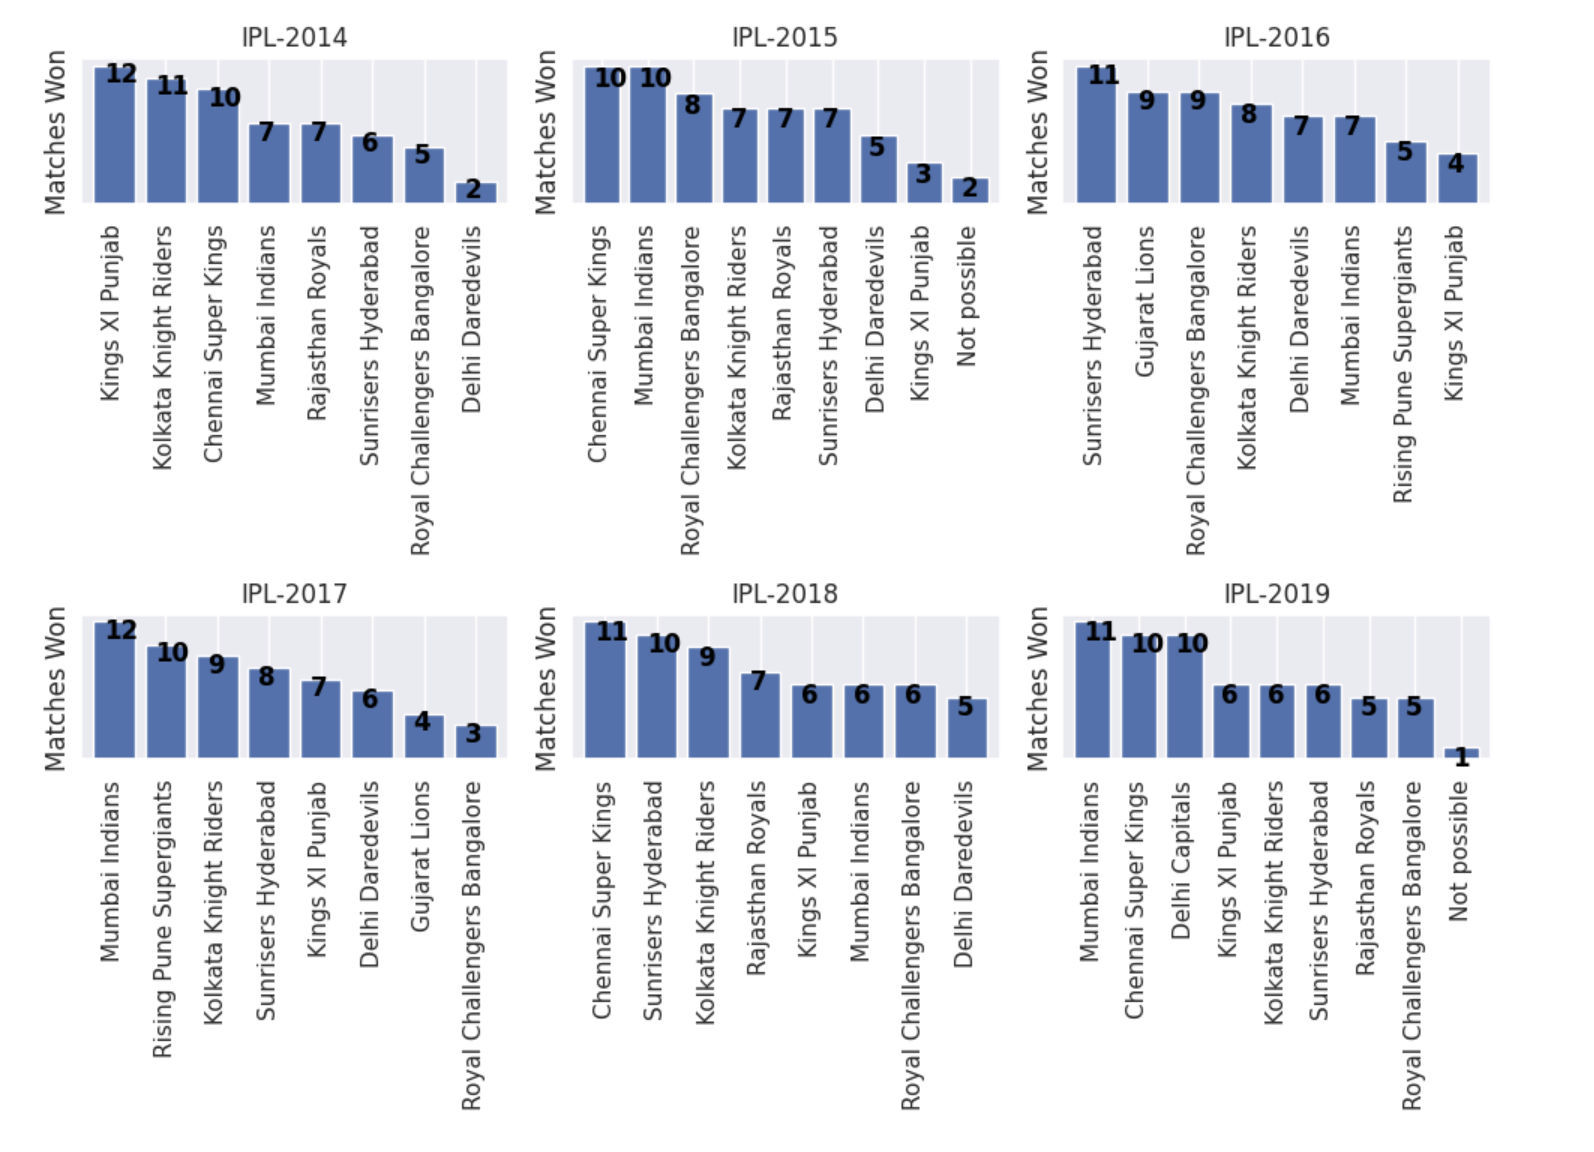 IPL-2014
Matches Won
12
11
10
7
7
6
5
2
Kings XI Punjab
Kolkata Knight Riders
Chennai Super Kings
Mumbai Indians
Rajasthan Royals
Sunrisers Hyderabad
Royal Challengers Bangalore
Delhi Daredevils
IPL-2015
Matches Won
10
10
8
7
7
7
5
3
2
Chennai Super Kings
Mumbai Indians
Royal Challengers Bangalore
Kolkata Knight Riders
Rajasthan Royals
Sunrisers Hyderabad
Delhi Daredevils
Kings XI Punjab
Not possible
IPL-2016
Matches Won
11
9
9
8
7
7
5
4
Sunrisers Hyderabad
Gujarat Lions
Royal Challengers Bangalore
Kolkata Knight Riders
Delhi Daredevils
Mumbai Indians
Rising Pune Supergiants
Kings XI Punjab
IPL-2017
Matches Won
12
10
9
8
7
6
4
3
Mumbai Indians
Rising Pune Supergiants
Kolkata Knight Riders
Sunrisers Hyderabad
Kings XI Punjab
Delhi Daredevils
Gujarat Lions
Royal Challengers Bangalore
IPL-2018
Matches Won
11
10
9
7
6
6
6
5
Chennai Super Kings
Sunrisers Hyderabad
Kolkata Knight Riders
Rajasthan Royals
Kings XI Punjab
Mumbai Indians
Royal Challengers Bangalore
Delhi Daredevils
IPL-2019
Matches Won
11
10
10
6
6
6
5
5
1
Mumbai Indians
Chennai Super Kings
Delhi Capitals
Kings XI Punjab
Kolkata Knight Riders
Sunrisers Hyderabad
Rajasthan Royals
Royal Challengers Bangalore
Not possible